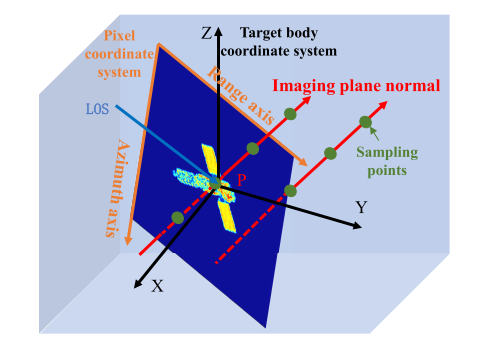 Pixel
coordinate
system
Z
Target body
coordinate system
Range axis
Imaging plane normal
LOS
Sampling
points
Azimuth axis
P
Y
X